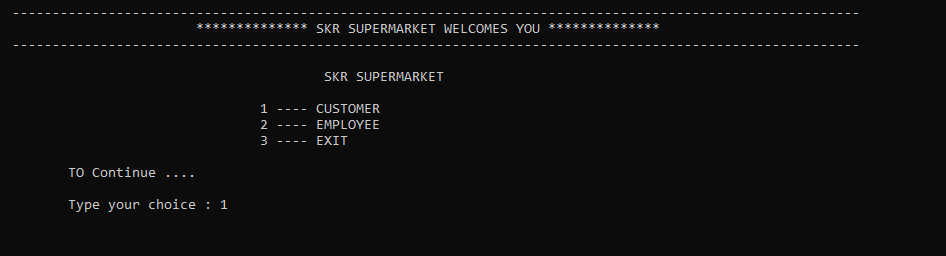 ----------------------------------------------------------------------------------------------------------
************** SKR SUPERMARKET WELCOMES YOU **************
----------------------------------------------------------------------------------------------------------
SKR SUPERMARKET
1 ---- CUSTOMER
2 ---- EMPLOYEE
3 ---- EXIT
TO Continue ....
Type your choice : 1